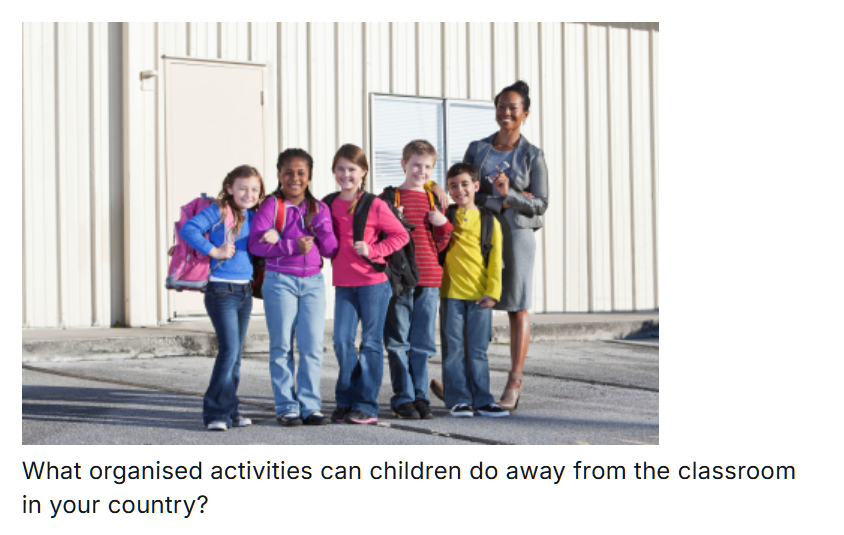 What organised activities can children do away from the classroom
in your country?